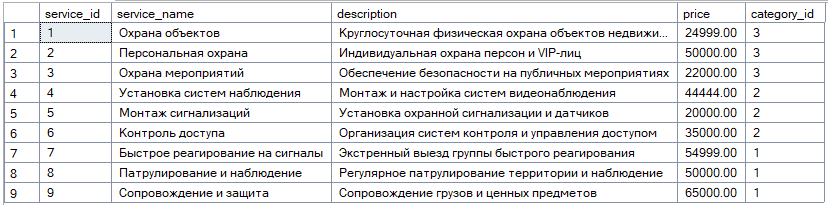 service_id service_name description price category_id
1 1 Охрана объектов Круглосуточная физическая охрана объектов недвижи... 24999.00 3
2 2 Персональная охрана Индивидуальная охрана персон и VIP-лиц 50000.00 3
3 3 Охрана мероприятий Обеспечение безопасности на публичных мероприятиях 22000.00 3
4 4 Установка систем наблюдения Монтаж и настройка систем видеонаблюдения 44444.00 2
5 5 Монтаж сигнализаций Установка охранной сигнализации и датчиков 20000.00 2
6 6 Контроль доступа Организация систем контроля и управления доступом 35000.00 2
7 7 Быстрое реагирование на сигналы Экстренный выезд группы быстрого реагирования 54999.00 1
8 8 Патрулирование и наблюдение Регулярное патрулирование территории и наблюдение 50000.00 1
9 9 Сопровождение и защита Сопровождение грузов и ценных предметов 65000.00 1